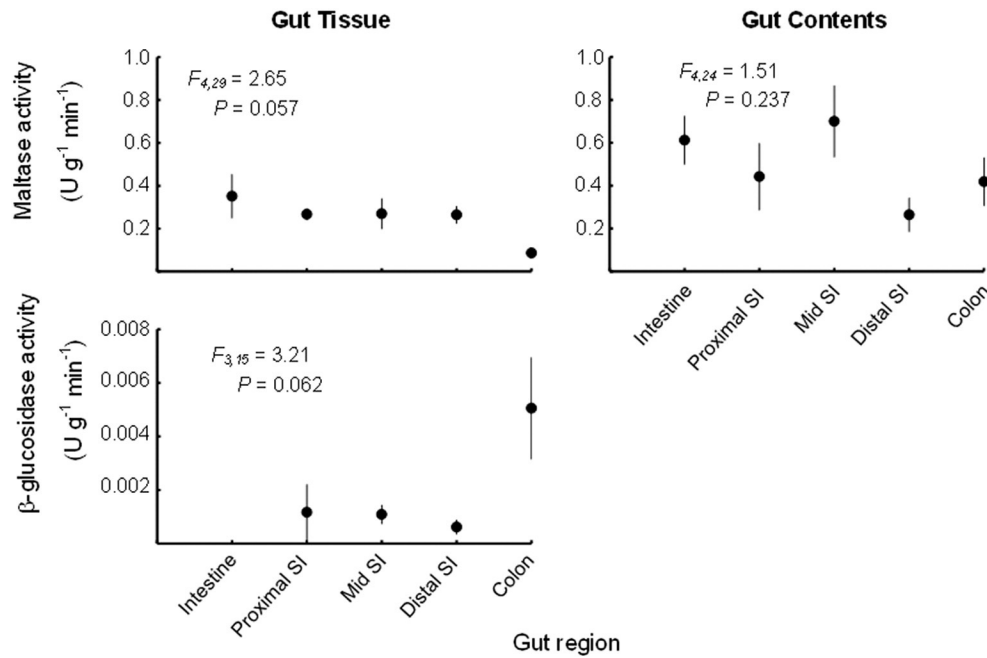 Gut Tissue
Gut Contents
Maltase activity
(U g⁻¹ min⁻¹)
1.0
0.8
0.6
0.4
0.2
F4,29 = 2.65
P = 0.057
1.0
0.8
0.6
0.4
0.2
F4,24 = 1.51
P = 0.237
Intestine
Proximal SI
Mid SI
Distal SI
Colon
β-glucosidase activity
(U g⁻¹ min⁻¹)
0.008
0.006
0.004
0.002
F3,15 = 3.21
P = 0.062
Intestine
Proximal SI
Mid SI
Distal SI
Colon
Gut region